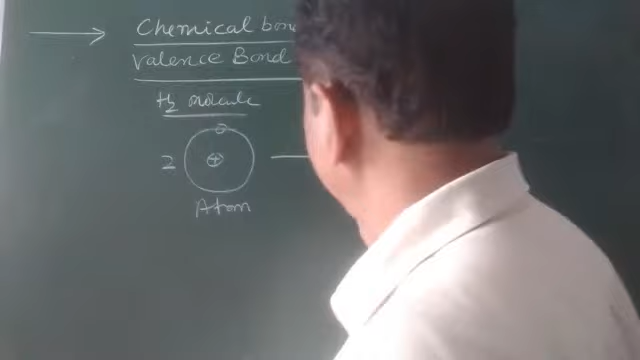 Chemical bon
Valence Bond
H₂ molecule
2 +
Atom